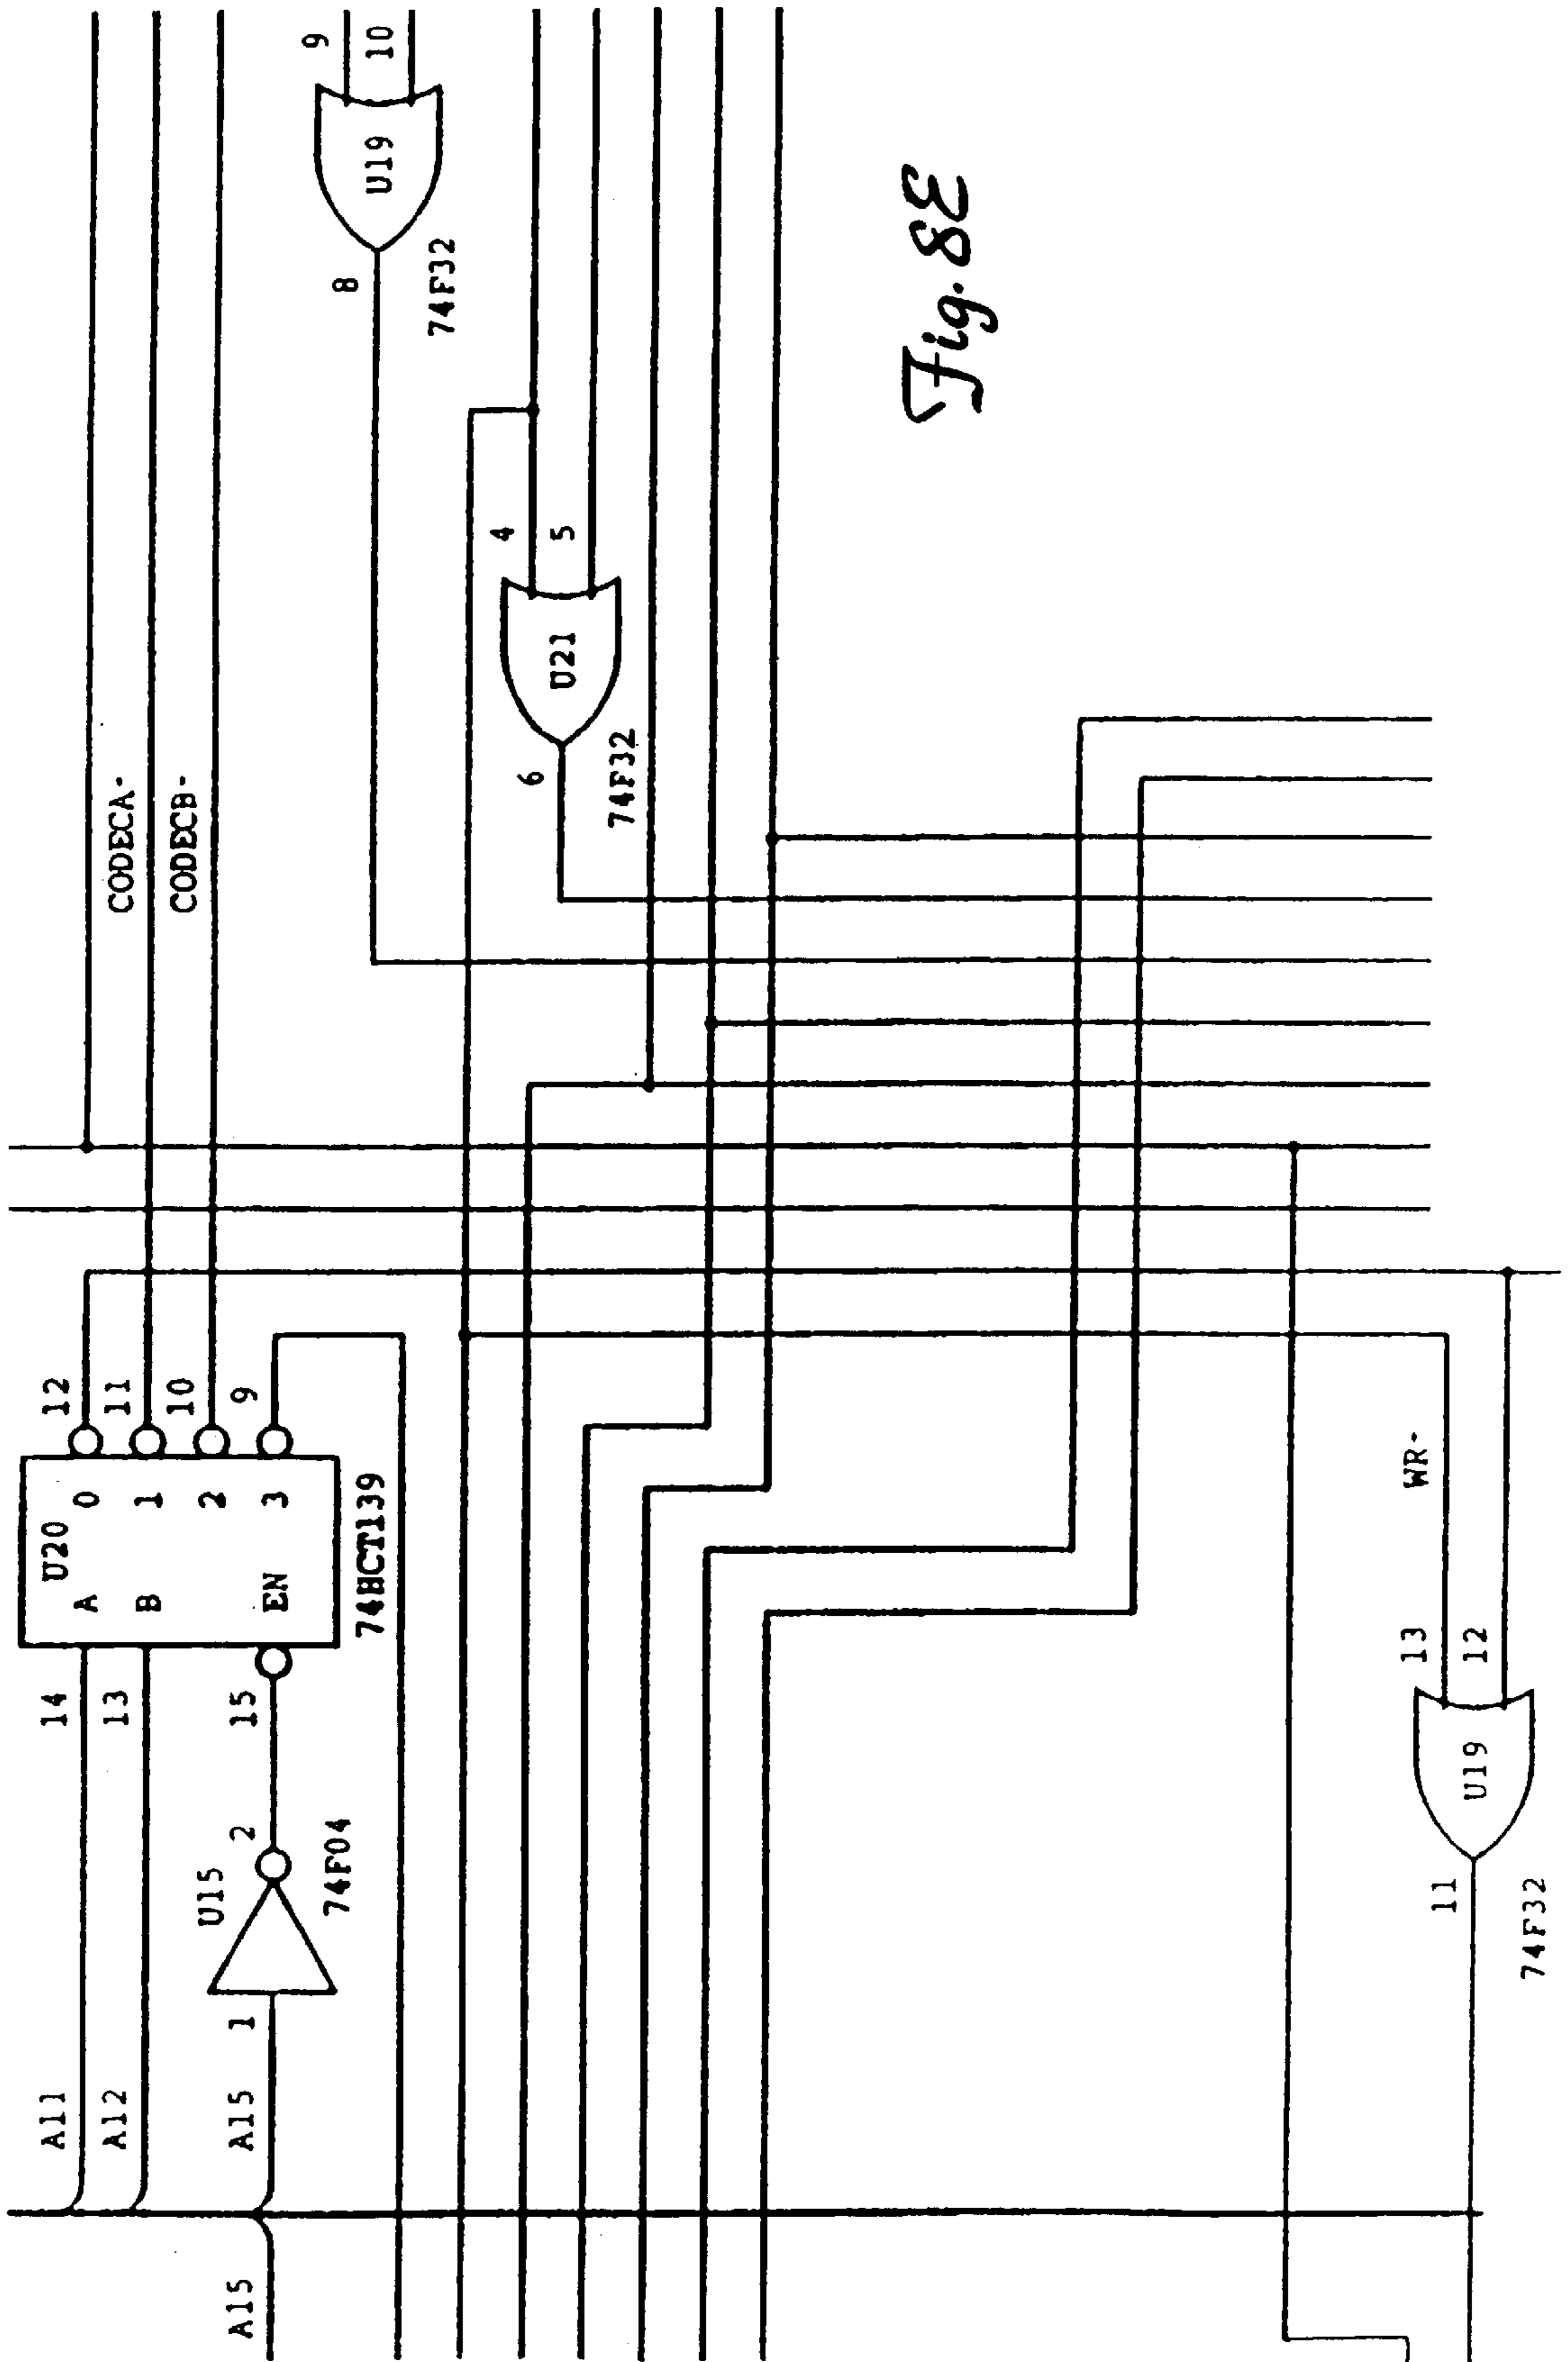 A11
14
U20
12
A
0
A12
13
11
CODECA-
B
1
10
CODECB-
2
U15
A15
A15
1
2
15
9
EN
3
74F04
74HCT139
9
10
U19
8
74F32
4
5
U21
6
74F32
Fig. 8E
WR-
13
12
U19
11
74F32